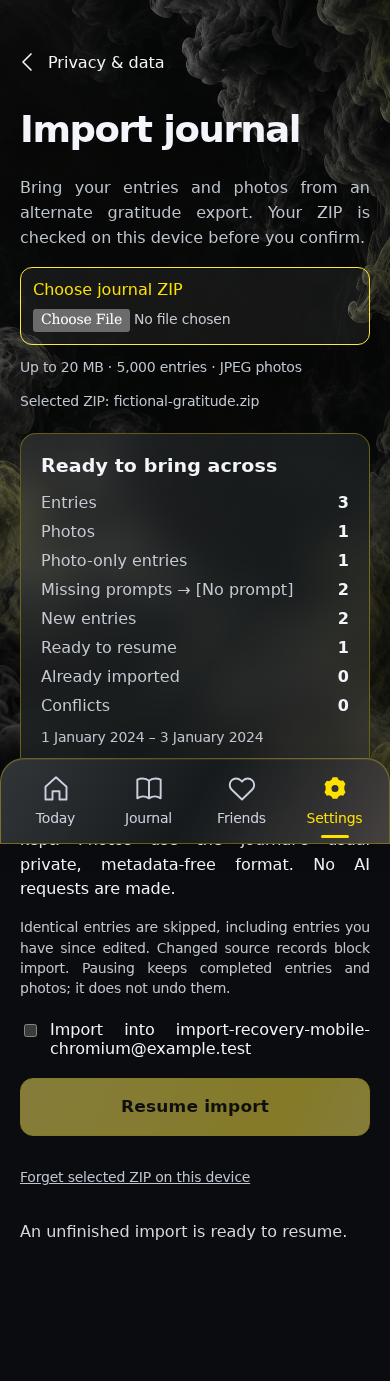 Privacy & data
Import journal
Bring your entries and photos from an
alternate gratitude export. Your ZIP is
checked on this device before you confirm.
Choose journal ZIP
Choose File No file chosen
Up to 20 MB · 5,000 entries · JPEG photos
Selected ZIP: fictional-gratitude.zip
Ready to bring across
Entries 3
Photos 1
Photo-only entries 1
Missing prompts → [No prompt] 2
New entries 2
Ready to resume 1
Already imported 0
Conflicts 0
1 January 2024 – 3 January 2024
Today Journal Friends Settings
private, metadata-free format. No AI
requests are made.
Identical entries are skipped, including entries you
have since edited. Changed source records block
import. Pausing keeps completed entries and
photos; it does not undo them.
Import into import-recovery-mobile-
chromium@example.test
Resume import
Forget selected ZIP on this device
An unfinished import is ready to resume.